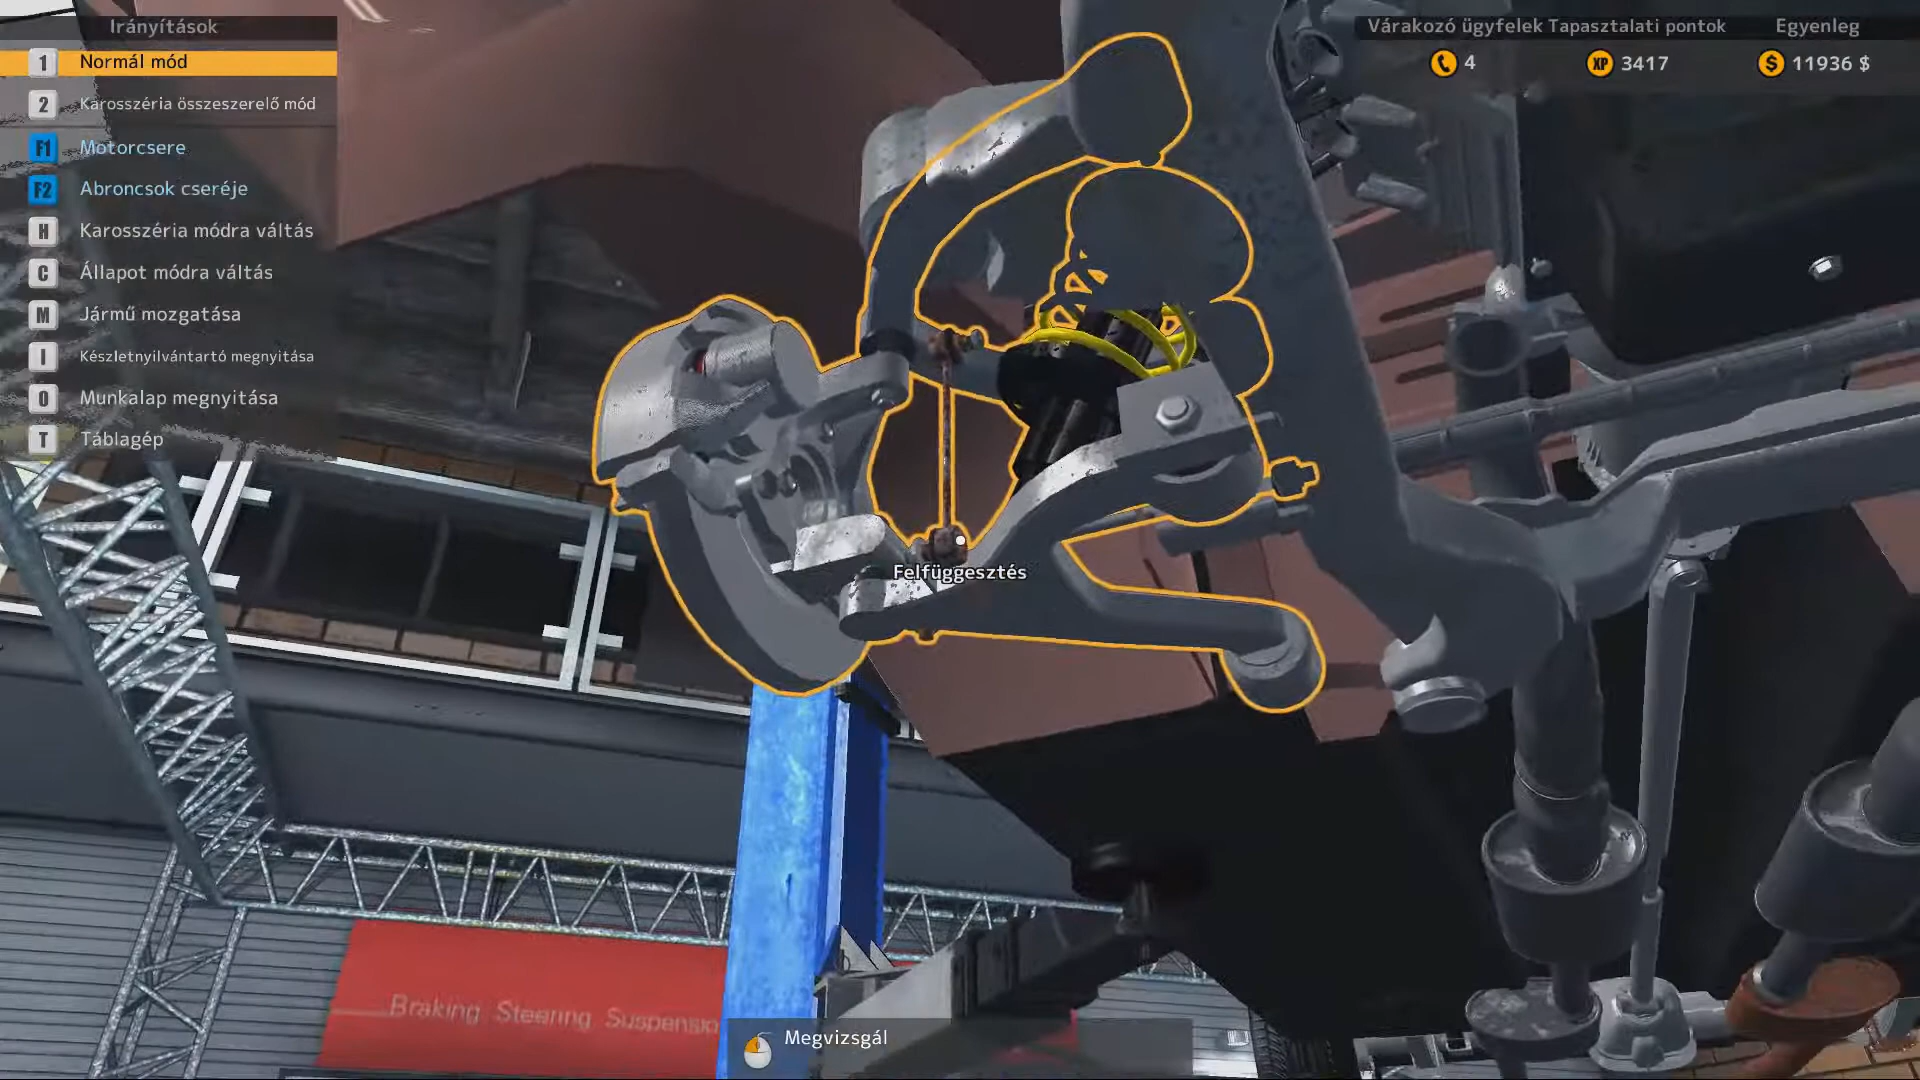 Irányítások
1 Normál mód
2 Karosszéria összeszerelő mód
F1 Motorcsere
F2 Abroncsok cseréje
H Karosszéria módra váltás
C Állapot módra váltás
M Jármű mozgatása
I Készletnyilvántartó megnyitása
O Munkalap megnyitása
T Táblagép
Várakozó ügyfelek Tapasztalati pontok Egyenleg
4 XP 3417 $ 11936 $
Felfüggesztés
Braking Steering Suspensio
Megvizsgál